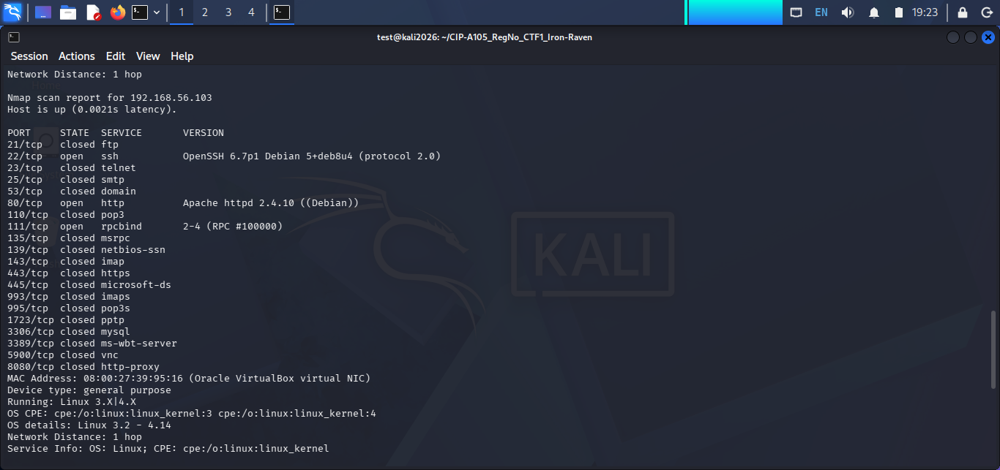 1 2 3 4 EN 19:23
test@kali2026: ~/CIP-A105_RegNo_CTF1_Iron-Raven
Session Actions Edit View Help
Network Distance: 1 hop
Nmap scan report for 192.168.56.103
Host is up (0.0021s latency).
PORT STATE SERVICE VERSION
21/tcp closed ftp
22/tcp open ssh OpenSSH 6.7p1 Debian 5+deb8u4 (protocol 2.0)
23/tcp closed telnet
25/tcp closed smtp
53/tcp closed domain
80/tcp open http Apache httpd 2.4.10 ((Debian))
110/tcp closed pop3
111/tcp open rpcbind 2-4 (RPC #100000)
135/tcp closed msrpc
139/tcp closed netbios-ssn
143/tcp closed imap
443/tcp closed https
445/tcp closed microsoft-ds
993/tcp closed imaps
995/tcp closed pop3s
1723/tcp closed pptp
3306/tcp closed mysql
3389/tcp closed ms-wbt-server
5900/tcp closed vnc
8080/tcp closed http-proxy
MAC Address: 08:00:27:39:95:16 (Oracle VirtualBox virtual NIC)
Device type: general purpose
Running: Linux 3.X|4.X
OS CPE: cpe:/o:linux:linux_kernel:3 cpe:/o:linux:linux_kernel:4
OS details: Linux 3.2 - 4.14
Network Distance: 1 hop
Service Info: OS: Linux; CPE: cpe:/o:linux:linux_kernel
Home
KALI